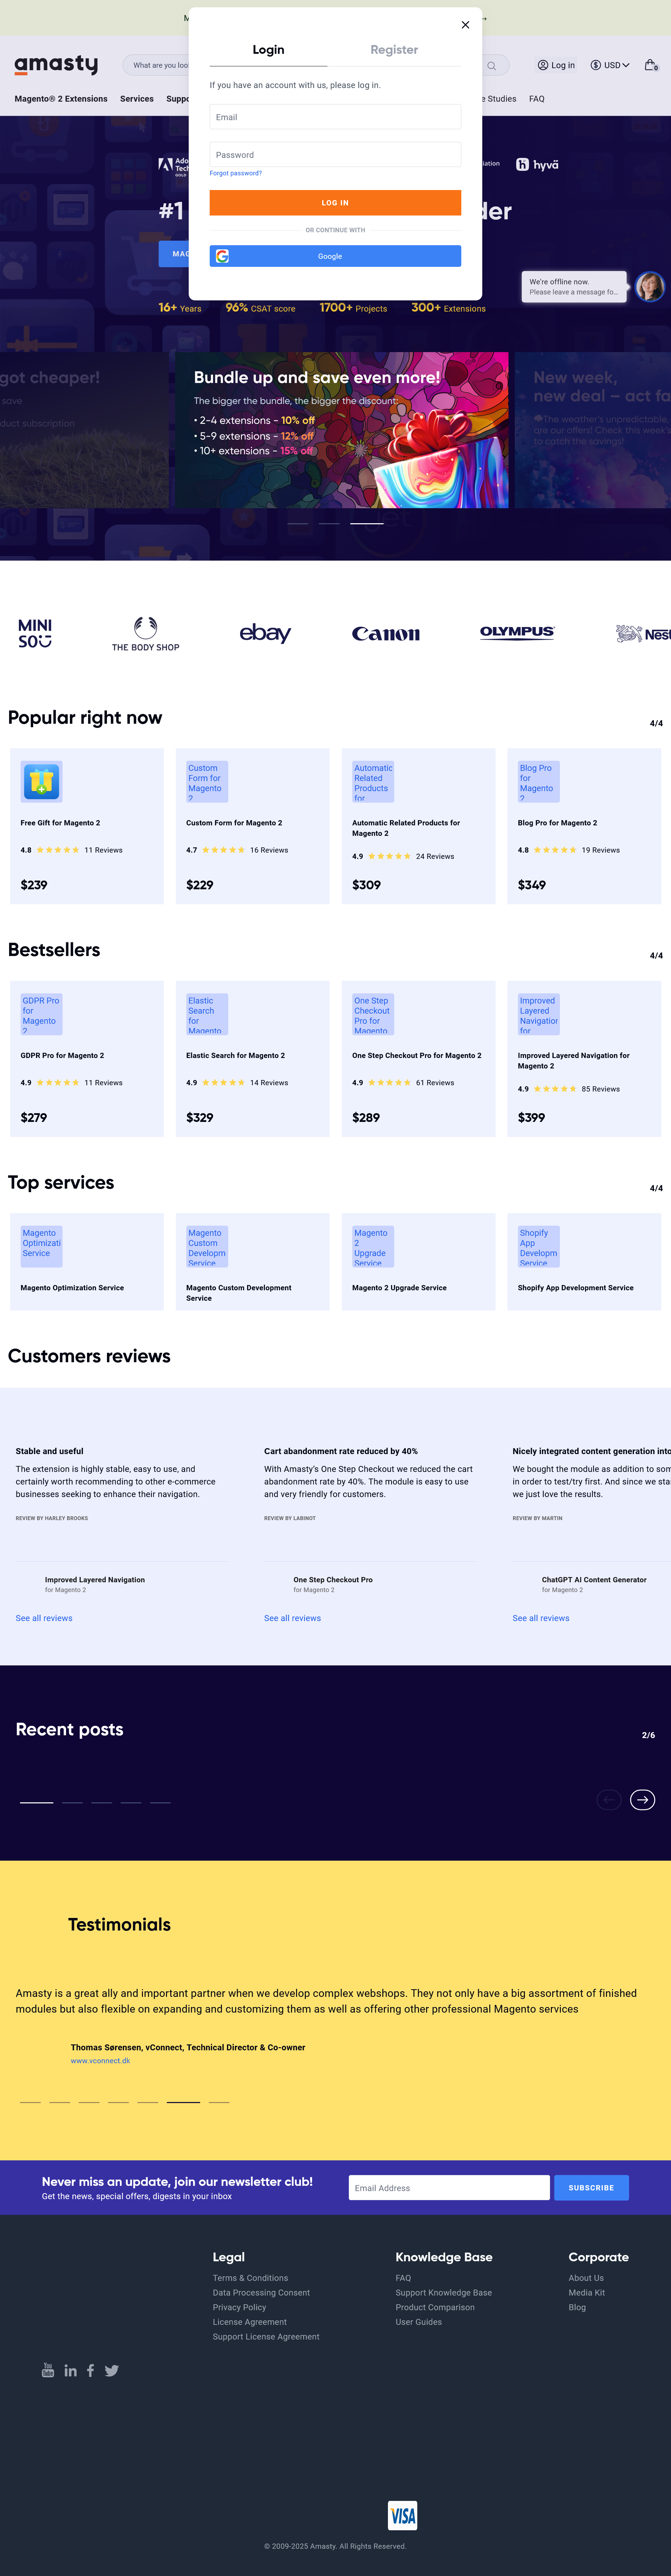 amasty
What are you loo
Log in
USD
0
Magento® 2 Extensions Services Suppo
e Studies FAQ
Login
Register
If you have an account with us, please log in.
Email
Password
Forgot password?
LOG IN
OR CONTINUE WITH
Google
hyvä
#1
der
MAG
We're offline now.
Please leave a message fo...
16+ Years 96% CSAT score 1700+ Projects 300+ Extensions
got cheaper!
save
duct subscription
Bundle up and save even more!
The bigger the bundle, the bigger the discount:
• 2-4 extensions - 10% off
• 5-9 extensions - 12% off
• 10+ extensions - 15% off
New week,
new deal – act fa
The weather's unpredictable,
are our offers! Check this week's
to catch the savings!
MINI
SO
THE BODY SHOP
ebay
Canon
OLYMPUS
Nest
Popular right now
4/4
Free Gift for Magento 2
4.8 11 Reviews
$239
Custom
Form for
Magento
2
Custom Form for Magento 2
4.7 16 Reviews
$229
Automatic
Related
Products
for
Automatic Related Products for
Magento 2
4.9 24 Reviews
$309
Blog Pro
for
Magento
2
Blog Pro for Magento 2
4.8 19 Reviews
$349
Bestsellers
4/4
GDPR Pro
for
Magento
2
GDPR Pro for Magento 2
4.9 11 Reviews
$279
Elastic
Search
for
Magento
Elastic Search for Magento 2
4.9 14 Reviews
$329
One Step
Checkout
Pro for
Magento
One Step Checkout Pro for Magento 2
4.9 61 Reviews
$289
Improved
Layered
Navigation
for
Improved Layered Navigation for
Magento 2
4.9 85 Reviews
$399
Top services
4/4
Magento
Optimizati
Service
Magento Optimization Service
Magento
Custom
Developm
Service
Magento Custom Development
Service
Magento
2
Upgrade
Service
Magento 2 Upgrade Service
Shopify
App
Developm
Service
Shopify App Development Service
Customers reviews
Stable and useful
The extension is highly stable, easy to use, and
certainly worth recommending to other e-commerce
businesses seeking to enhance their navigation.
REVIEW BY HARLEY BROOKS
Improved Layered Navigation
for Magento 2
See all reviews
Cart abandonment rate reduced by 40%
With Amasty's One Step Checkout we reduced the cart
abandonment rate by 40%. The module is easy to use
and very friendly for customers.
REVIEW BY LABINOT
One Step Checkout Pro
for Magento 2
See all reviews
Nicely integrated content generation into
We bought the module as addition to som
in order to test/try first. And since we sta
we just love the results.
REVIEW BY MARTIN
ChatGPT AI Content Generator
for Magento 2
See all reviews
Recent posts
2/6
Testimonials
Amasty is a great ally and important partner when we develop complex webshops. They not only have a big assortment of finished
modules but also flexible on expanding and customizing them as well as offering other professional Magento services
Thomas Sørensen, vConnect, Technical Director & Co-owner
www.vconnect.dk
Never miss an update, join our newsletter club!
Get the news, special offers, digests in your inbox
Email Address
SUBSCRIBE
Legal
Terms & Conditions
Data Processing Consent
Privacy Policy
License Agreement
Support License Agreement
Knowledge Base
FAQ
Support Knowledge Base
Product Comparison
User Guides
Corporate
About Us
Media Kit
Blog
You
Tube
VISA
© 2009-2025 Amasty. All Rights Reserved.